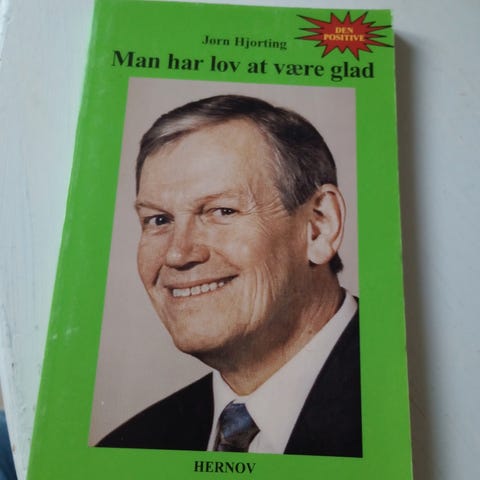 DEN
POSITIVE
Jørn Hjorting
Man har lov at være glad
HERNOV